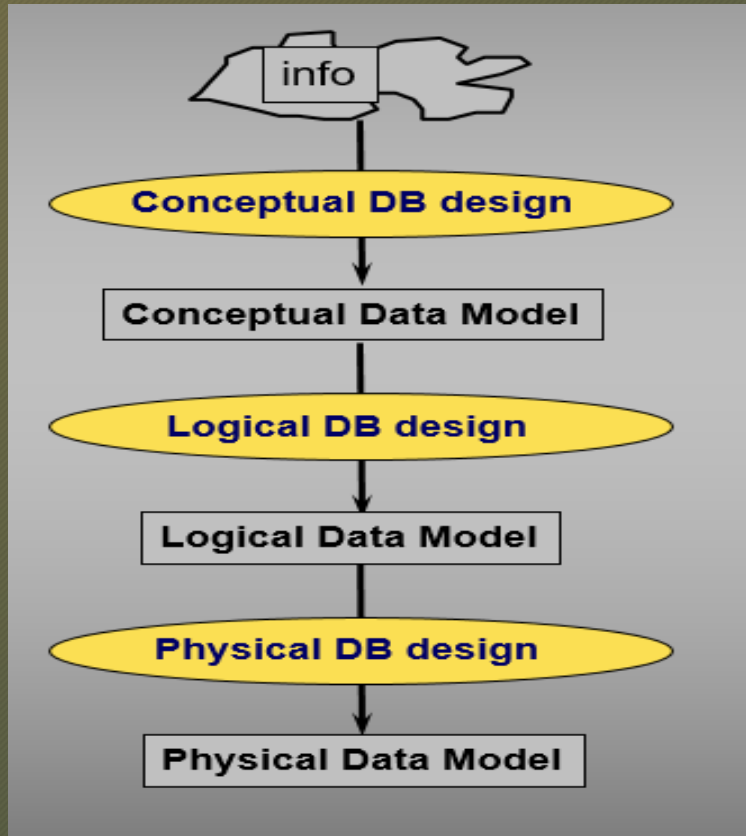 info
Conceptual DB design
Conceptual Data Model
Logical DB design
Logical Data Model
Physical DB design
Physical Data Model